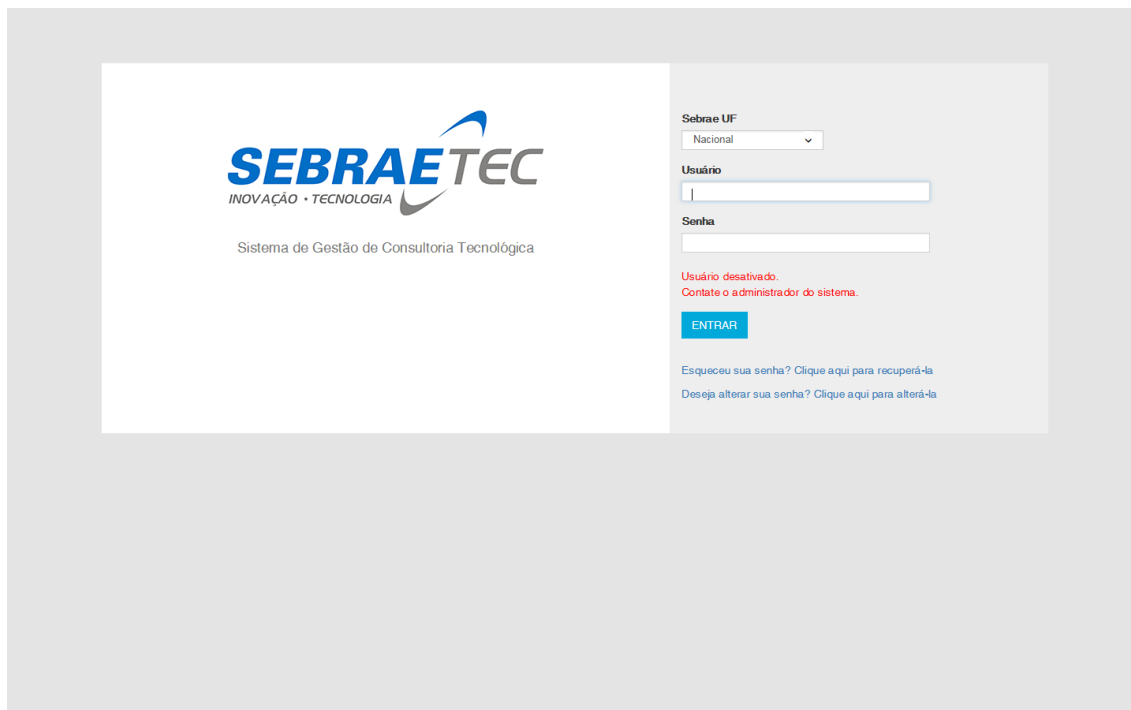 SEBRAETEC
INOVAÇÃO • TECNOLOGIA
Sistema de Gestão de Consultoria Tecnológica
Sebrae UF
Nacional
Usuário
Senha
Usuário desativado.
Contate o administrador do sistema.
ENTRAR
Esqueceu sua senha? Clique aqui para recuperá-la
Deseja alterar sua senha? Clique aqui para alterá-la